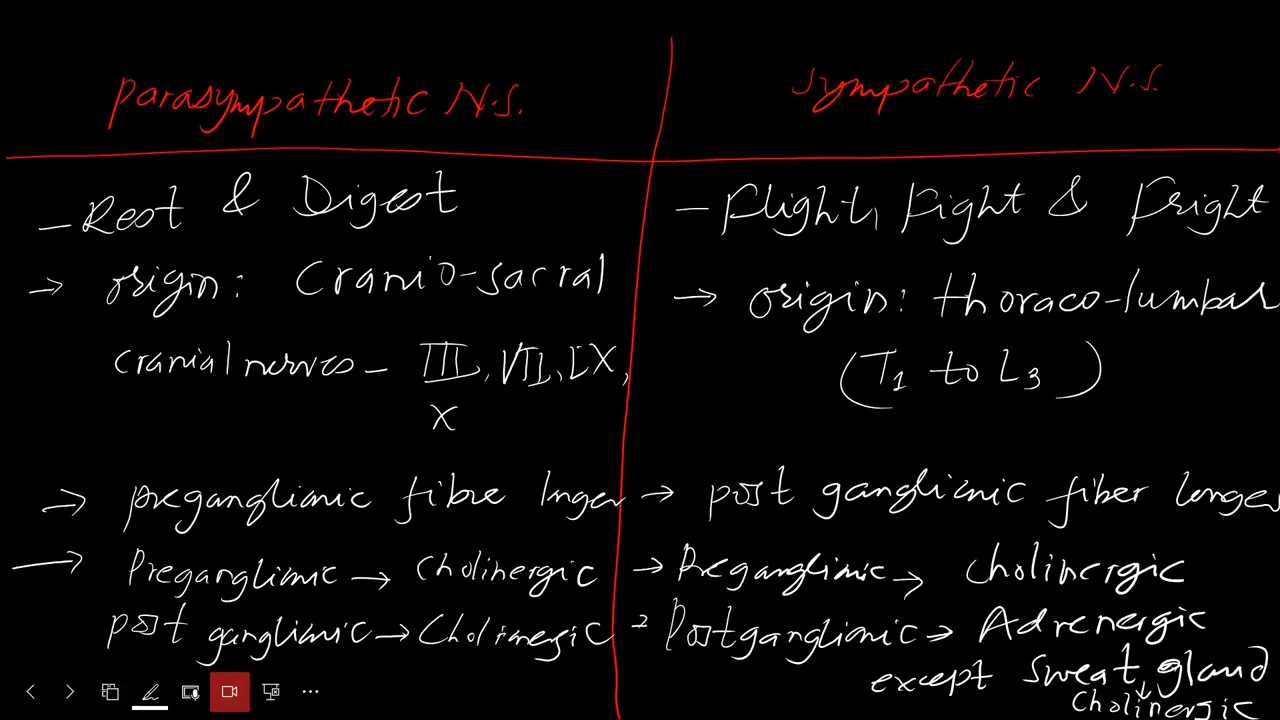 parasympathetic N.S.
- Rest & Digest
→ origin: Cranio-sacral
cranial nerves - III, VII, IX,
X
→ preganglionic fibre longer
→ Preganglionic → cholinergic
post ganglionic → Cholinergic
sympathetic N.S.
- Flight, Fight & Fright
→ origin: thoraco-lumbar
(T1 to L3)
→ post ganglionic fiber longer
→ Preganglionic → cholinergic
→ Postganglionic → Adrenergic
except sweat gland
↓
Cholinergic